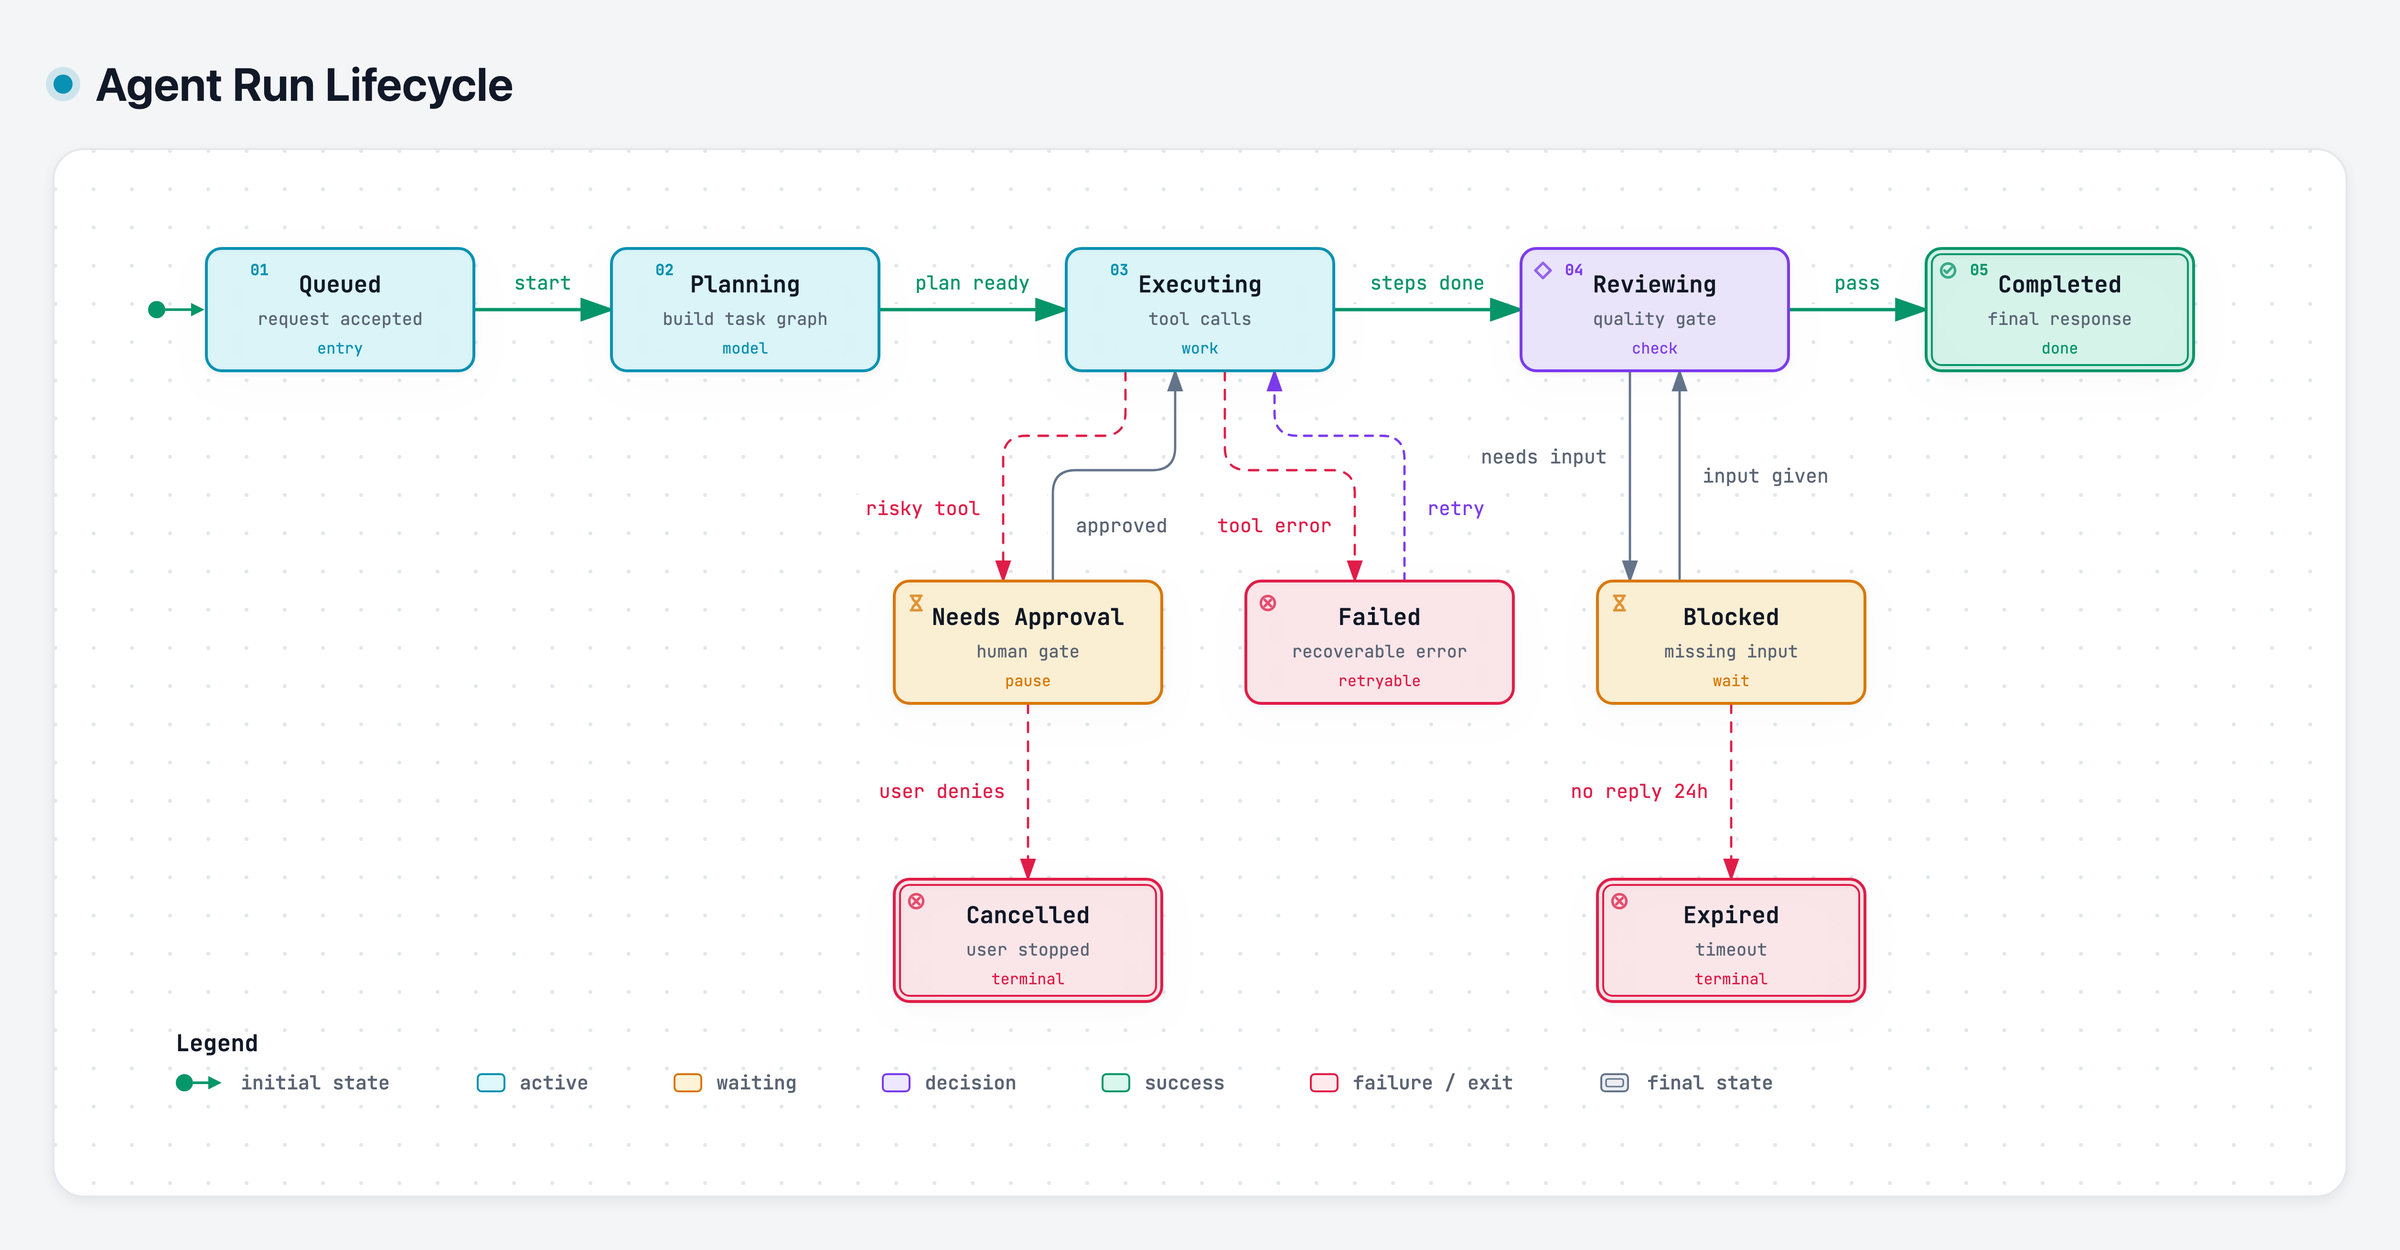 Agent Run Lifecycle
01
Queued
request accepted
entry
start
02
Planning
build task graph
model
plan ready
03
Executing
tool calls
work
steps done
04
Reviewing
quality gate
check
pass
05
Completed
final response
done
risky tool
approved
tool error
retry
needs input
input given
Needs Approval
human gate
pause
Failed
recoverable error
retryable
Blocked
missing input
wait
user denies
no reply 24h
Cancelled
user stopped
terminal
Expired
timeout
terminal
Legend
initial state
active
waiting
decision
success
failure / exit
final state